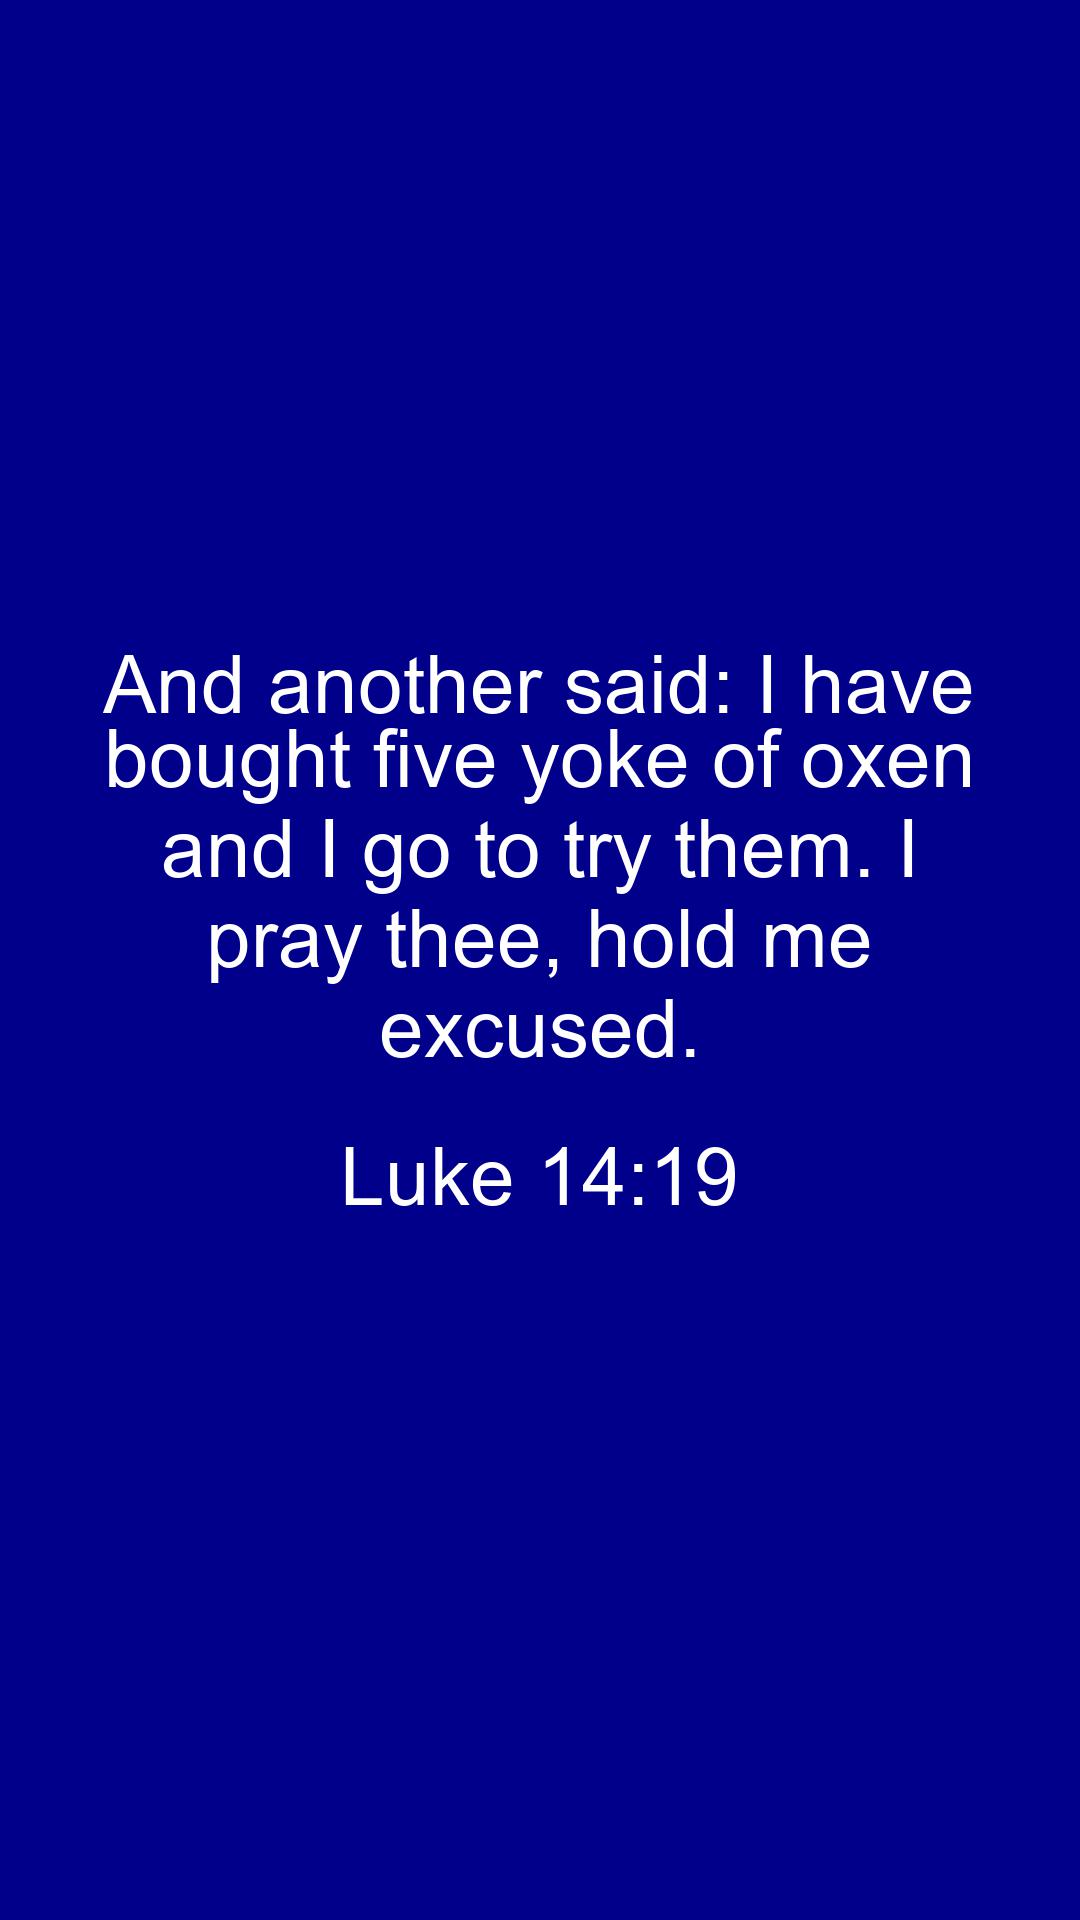 And another said: I have
bought five yoke of oxen
and I go to try them. I
pray thee, hold me
excused.
Luke 14:19